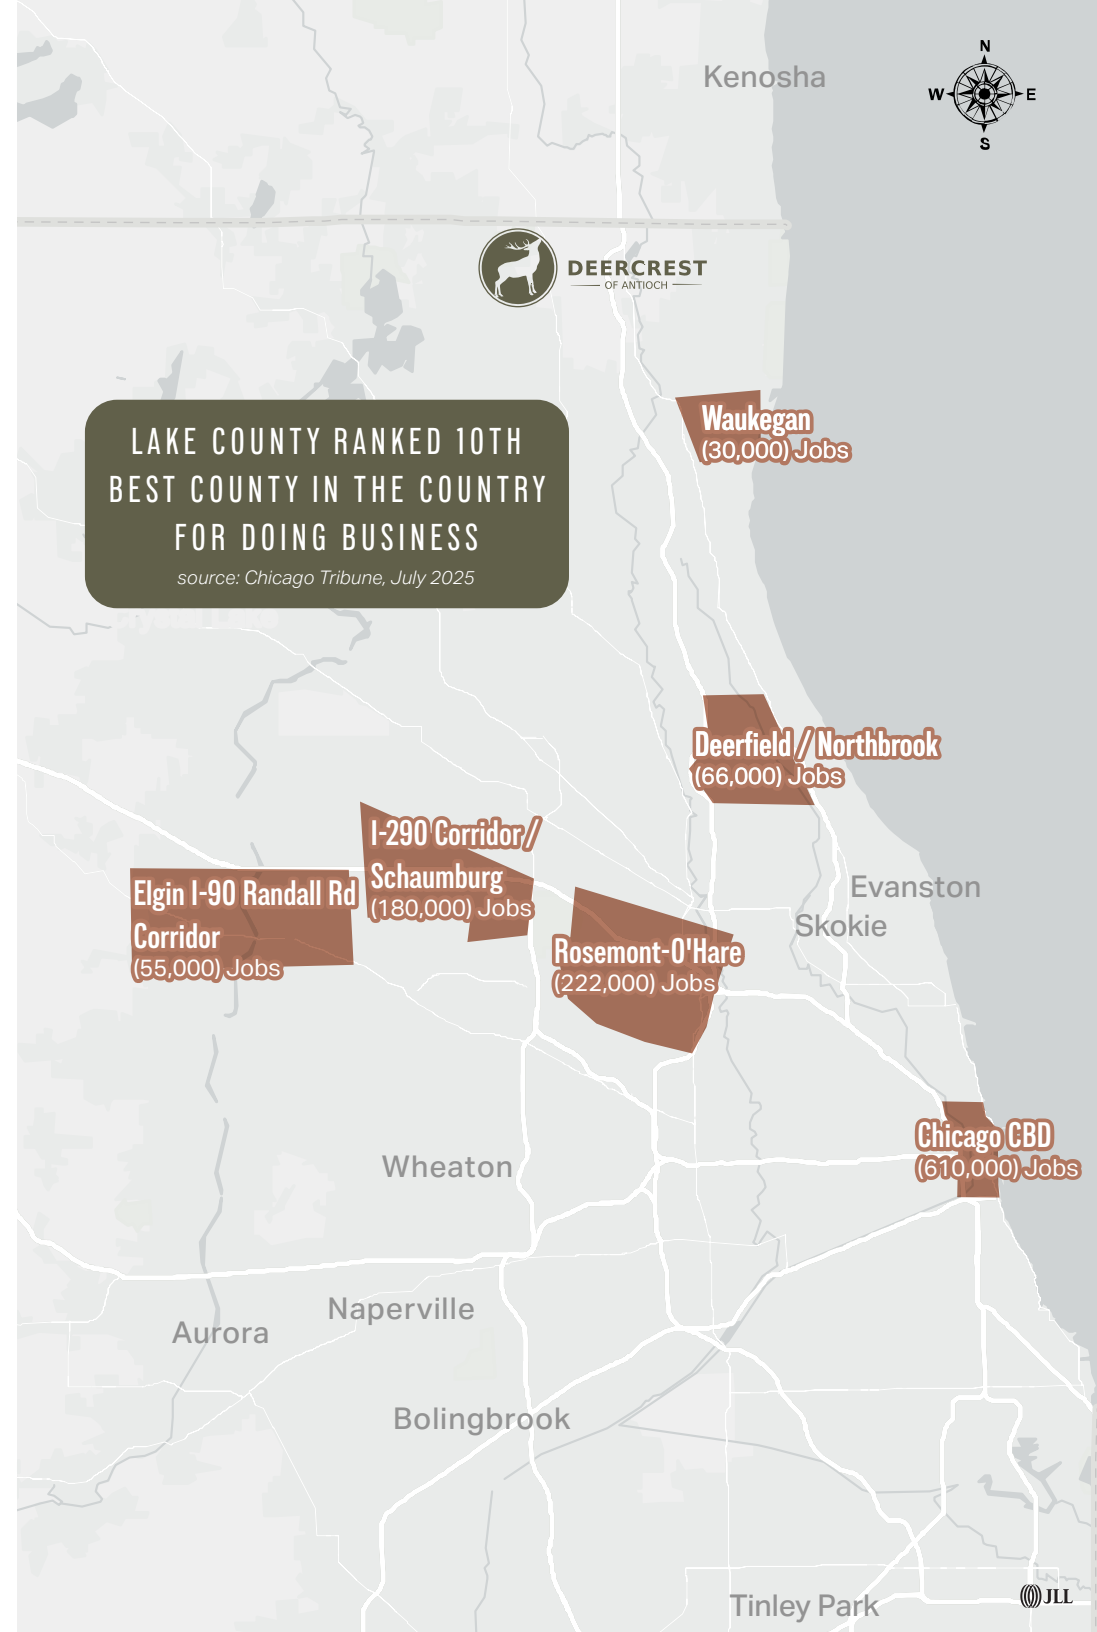 Kenosha
N
W E
S
DEERCREST
OF ANTIOCH
Waukegan
(30,000) Jobs
LAKE COUNTY RANKED 10TH
BEST COUNTY IN THE COUNTRY
FOR DOING BUSINESS
source: Chicago Tribune, July 2025
Deerfield / Northbrook
(66,000) Jobs
I-290 Corridor /
Schaumburg
(180,000) Jobs
Elgin I-90 Randall Rd
Corridor
(55,000) Jobs
Evanston
Skokie
Rosemont-O'Hare
(222,000) Jobs
Chicago CBD
(610,000) Jobs
Wheaton
Naperville
Aurora
Bolingbrook
Tinley Park
JLL